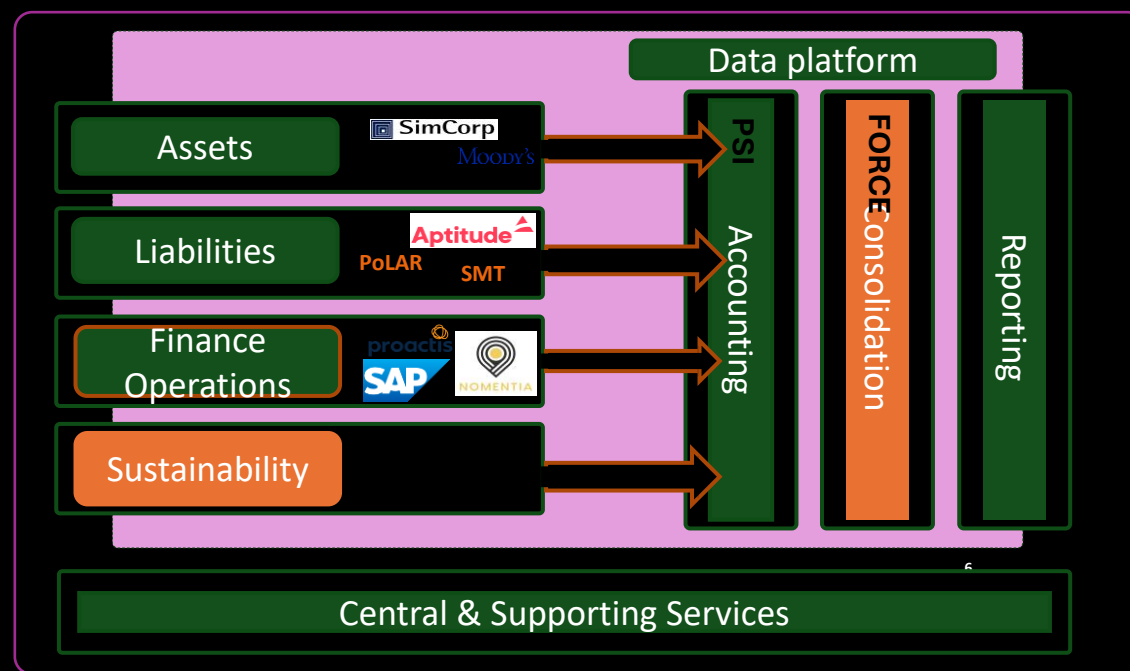 Data platform
Assets
SimCorp
MOODY'S
Liabilities
Aptitude
PoLAR
SMT
Finance
Operations
proactis
SAP
NOMENTIA
Sustainability
PSI
Accounting
FORCE
Consolidation
Reporting
6
Central & Supporting Services